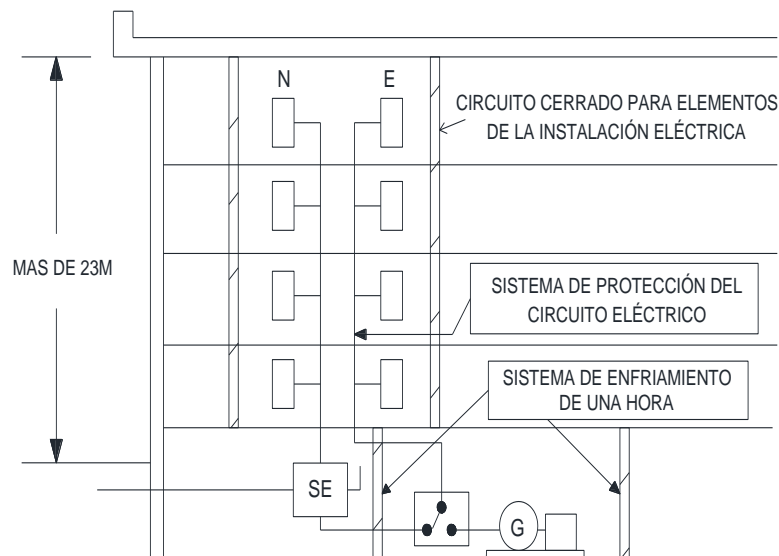 N
E
CIRCUITO CERRADO PARA ELEMENTOS
DE LA INSTALACIÓN ELÉCTRICA
MAS DE 23M
SISTEMA DE PROTECCIÓN DEL
CIRCUITO ELÉCTRICO
SISTEMA DE ENFRIAMIENTO
DE UNA HORA
SE
G